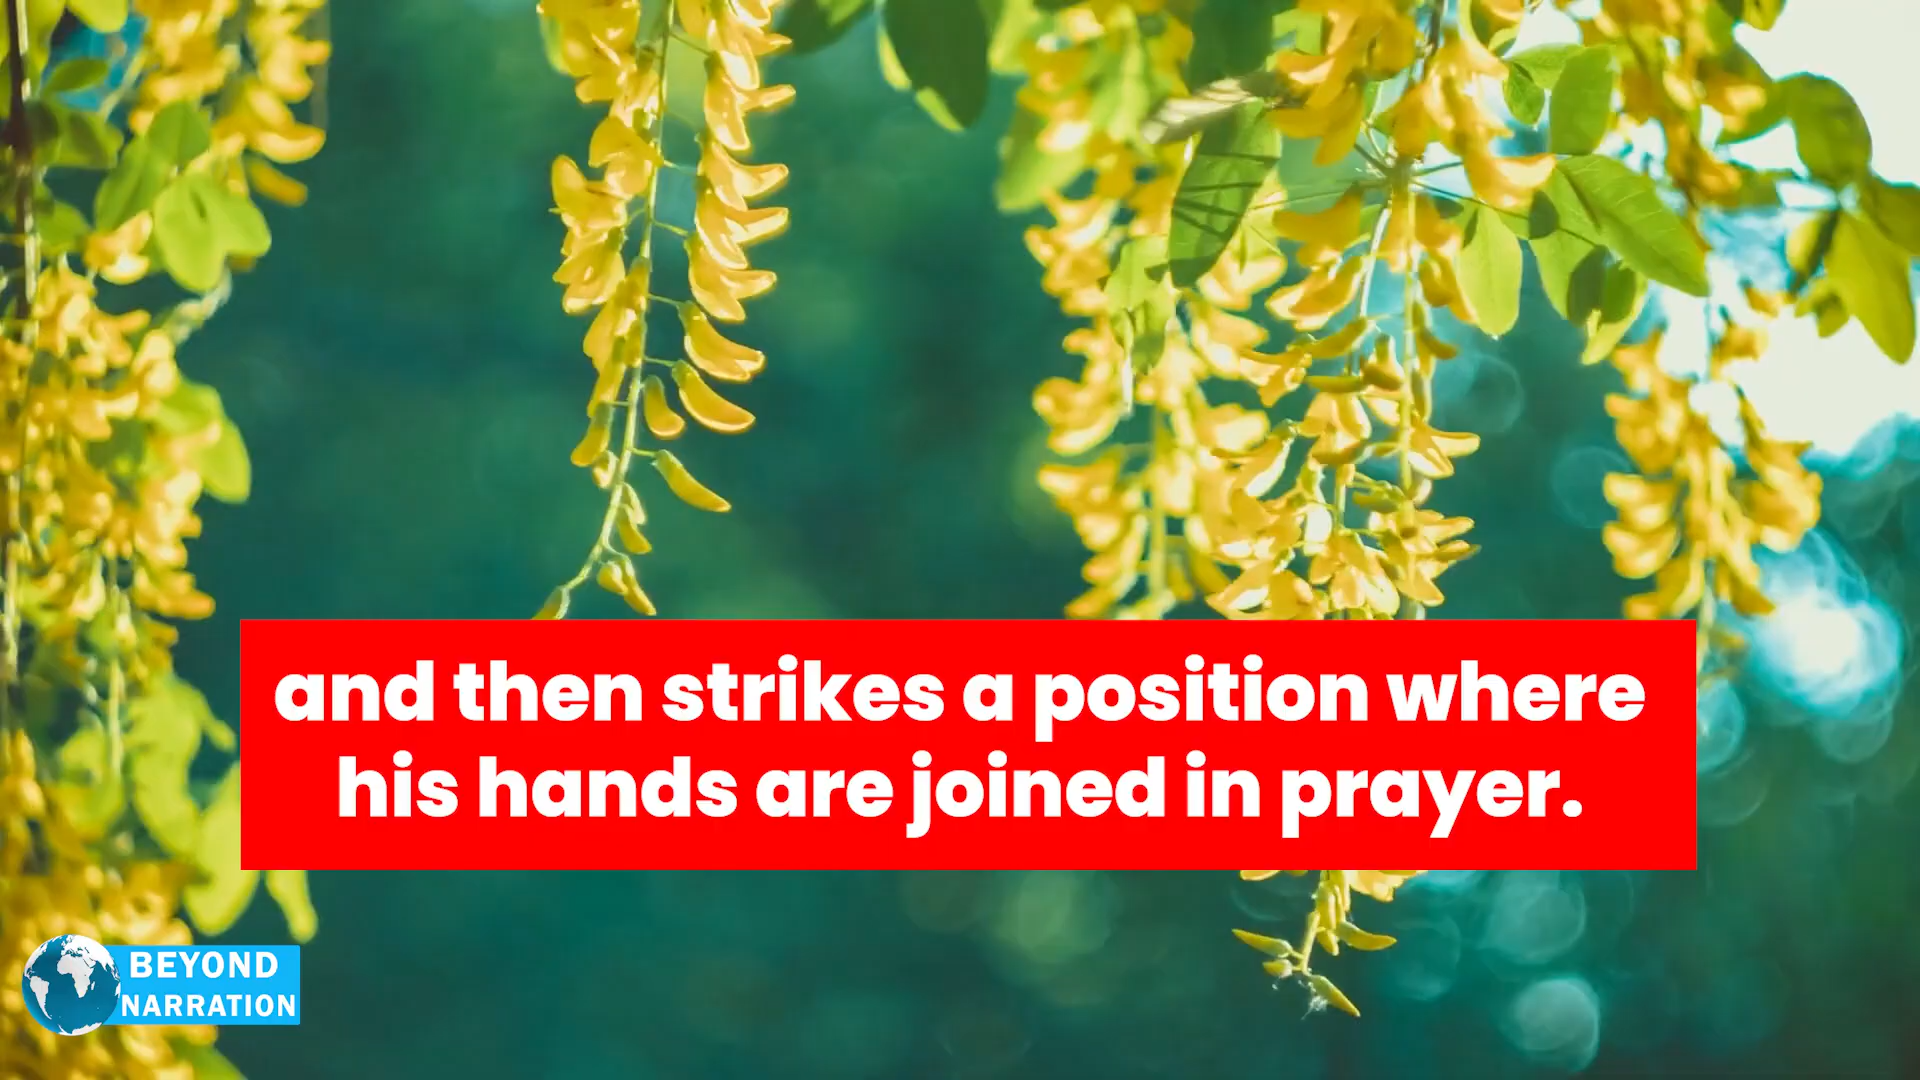 and then strikes a position where
his hands are joined in prayer.
BEYOND
NARRATION